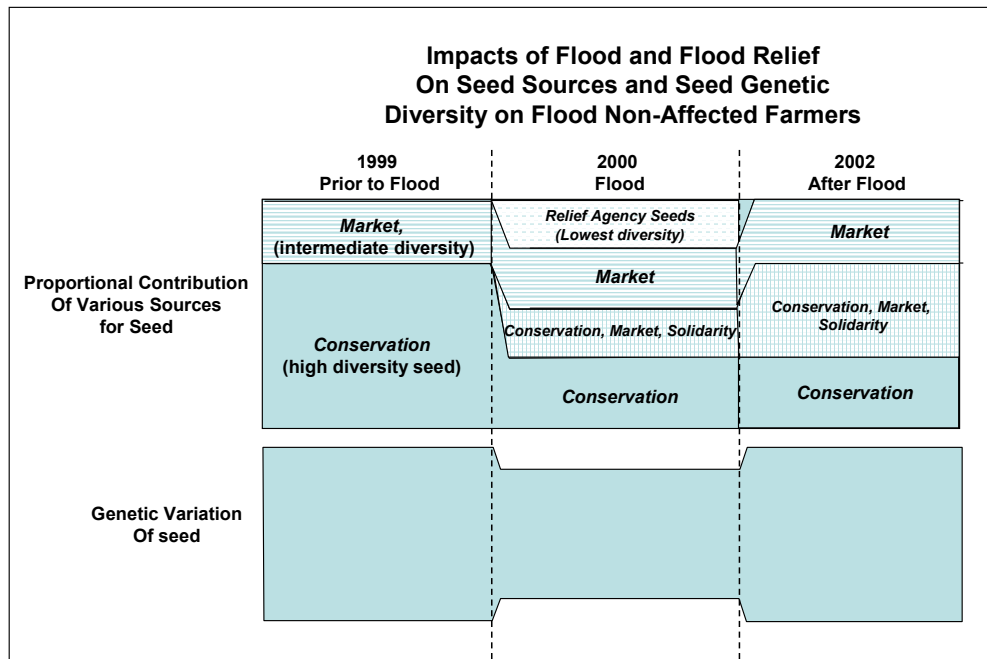 Impacts of Flood and Flood Relief
On Seed Sources and Seed Genetic
Diversity on Flood Non-Affected Farmers
1999
Prior to Flood
2000
Flood
2002
After Flood
Proportional Contribution
Of Various Sources
for Seed
Market,
(intermediate diversity)
Conservation
(high diversity seed)
Relief Agency Seeds
(Lowest diversity)
Market
Conservation, Market, Solidarity
Conservation
Market
Conservation, Market,
Solidarity
Conservation
Genetic Variation
Of seed